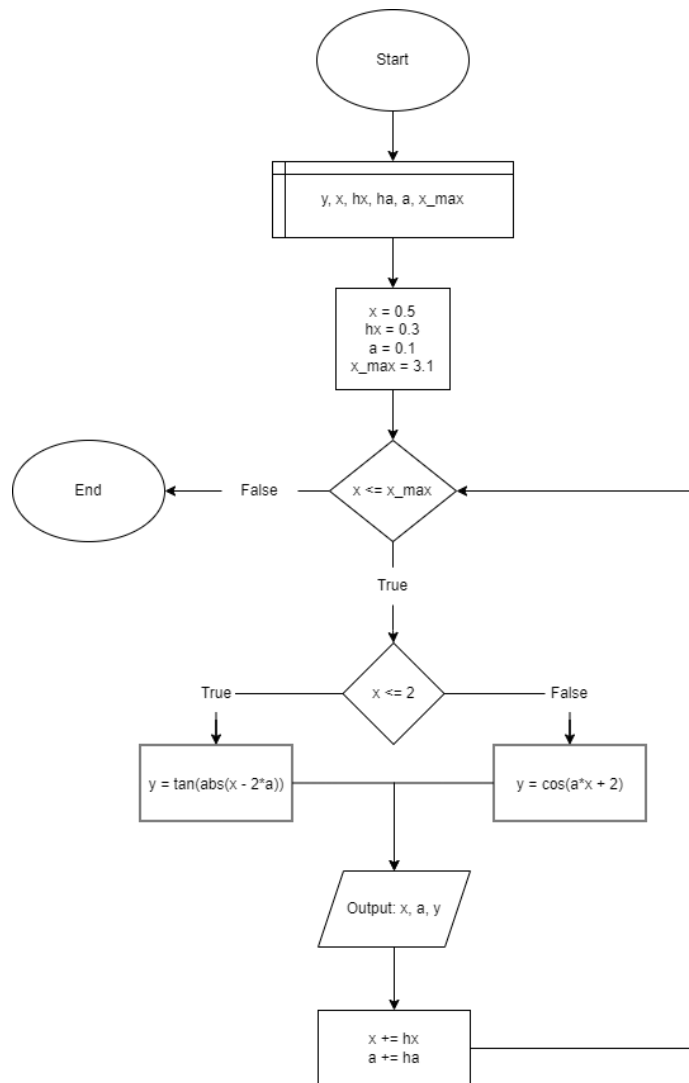 Start
y, x, hx, ha, a, x_max
x = 0.5
hx = 0.3
a = 0.1
x_max = 3.1
End
False
x <= x_max
True
True
x <= 2
False
y = tan(abs(x - 2*a))
y = cos(a*x + 2)
Output: x, a, y
x += hx
a += ha